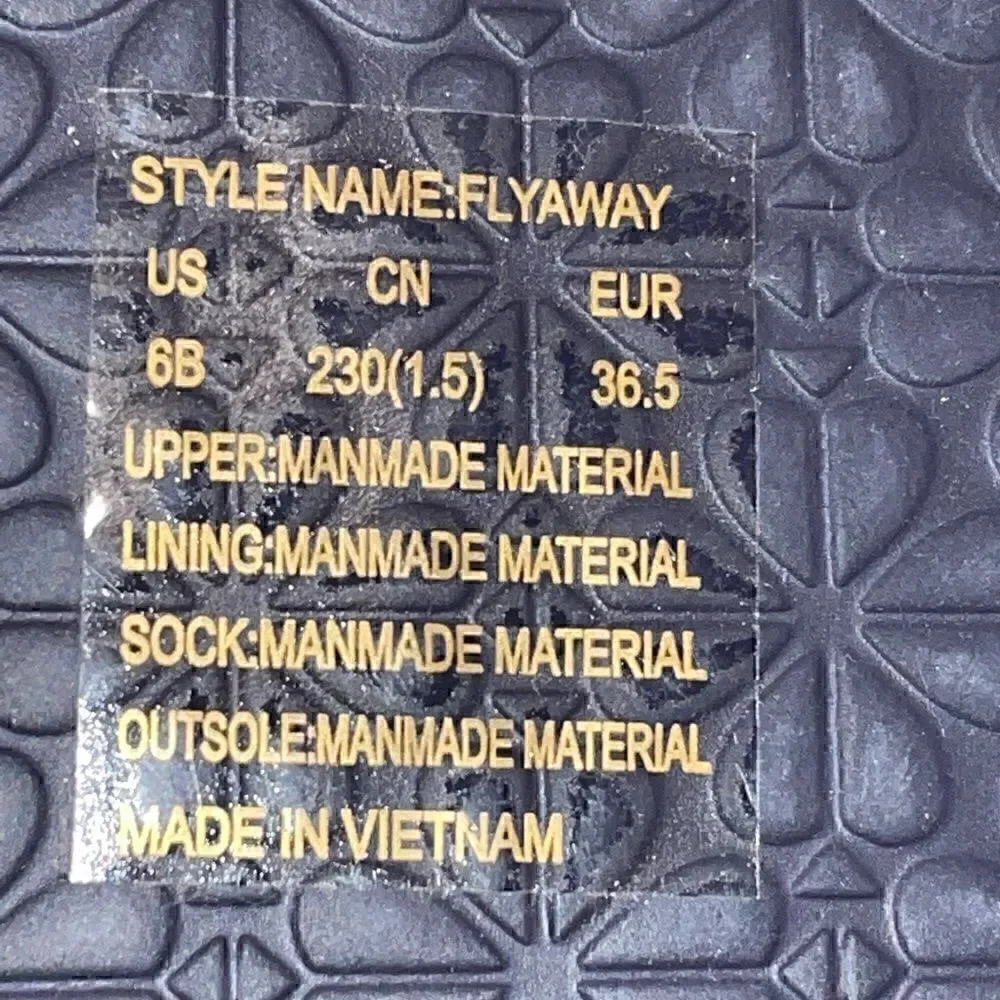 STYLE NAME:FLYAWAY
US CN EUR
6B 230(1.5) 36.5
UPPER:MANMADE MATERIAL
LINING:MANMADE MATERIAL
SOCK:MANMADE MATERIAL
OUTSOLE:MANMADE MATERIAL
MADE IN VIETNAM